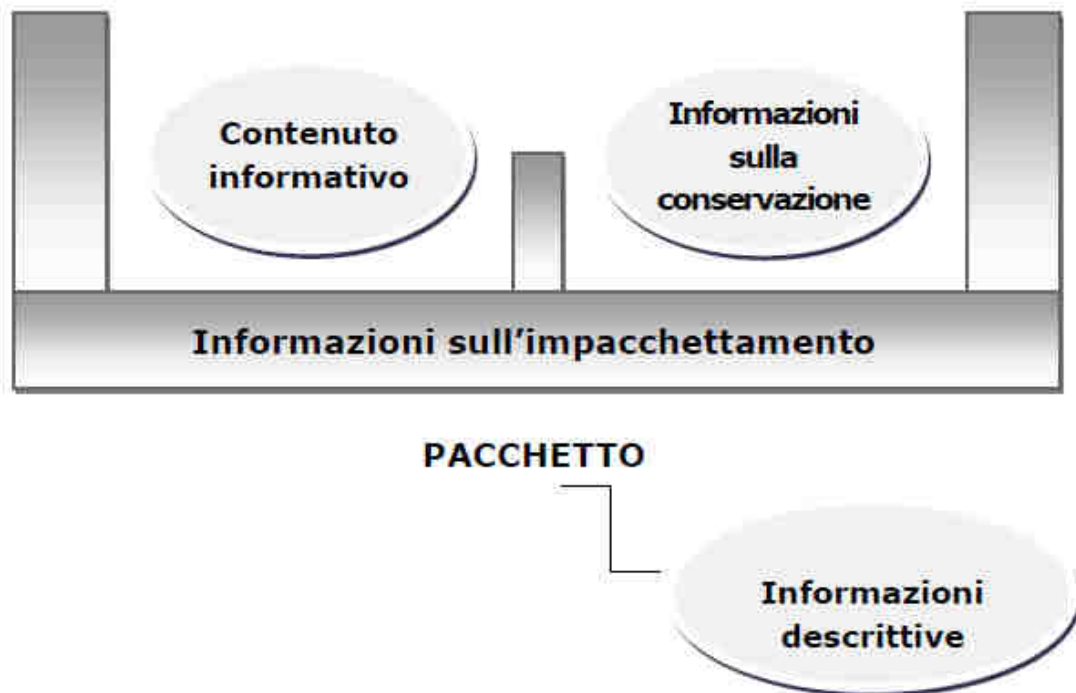 Contenuto
informativo
Informazioni
sulla
conservazione
Informazioni sull'impacchettamento
PACCHETTO
Informazioni
descrittive